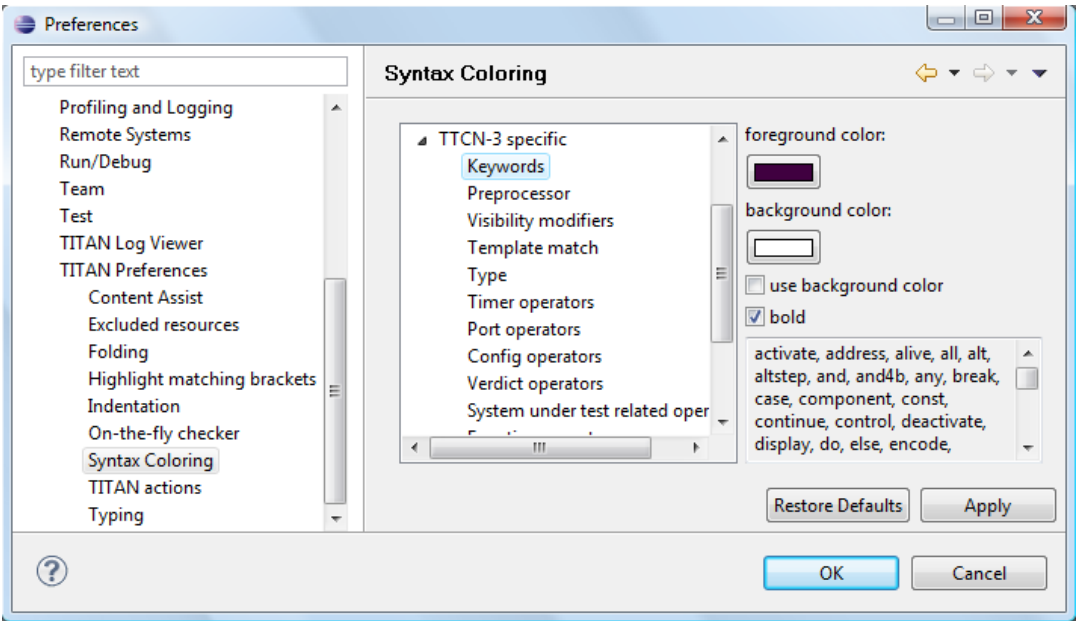 Preferences
type filter text
Profiling and Logging
Remote Systems
Run/Debug
Team
Test
TITAN Log Viewer
TITAN Preferences
Content Assist
Excluded resources
Folding
Highlight matching brackets
Indentation
On-the-fly checker
Syntax Coloring
TITAN actions
Typing
Syntax Coloring
TTCN-3 specific
Keywords
Preprocessor
Visibility modifiers
Template match
Type
Timer operators
Port operators
Config operators
Verdict operators
System under test related oper
foreground color:
background color:
use background color
bold
activate, address, alive, all, alt,
altstep, and, and4b, any, break,
case, component, const,
continue, control, deactivate,
display, do, else, encode,
Restore Defaults
Apply
OK
Cancel